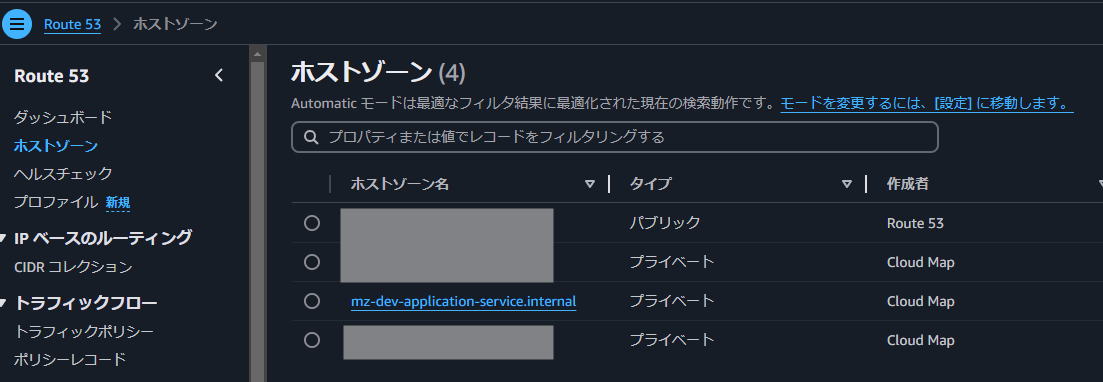 Route 53 > ホストゾーン
Route 53
ダッシュボード
ホストゾーン
ヘルスチェック
プロファイル 新規
IP ベースのルーティング
CIDR コレクション
トラフィックフロー
トラフィックポリシー
ポリシーレコード
ホストゾーン (4)
Automatic モードは最適なフィルタ結果に最適化された現在の検索動作です。モードを変更するには、[設定] に移動します。
プロパティまたは値でレコードをフィルタリングする
ホストゾーン名 タイプ 作成者
パブリック Route 53
プライベート Cloud Map
mz-dev-application-service.internal プライベート Cloud Map
プライベート Cloud Map